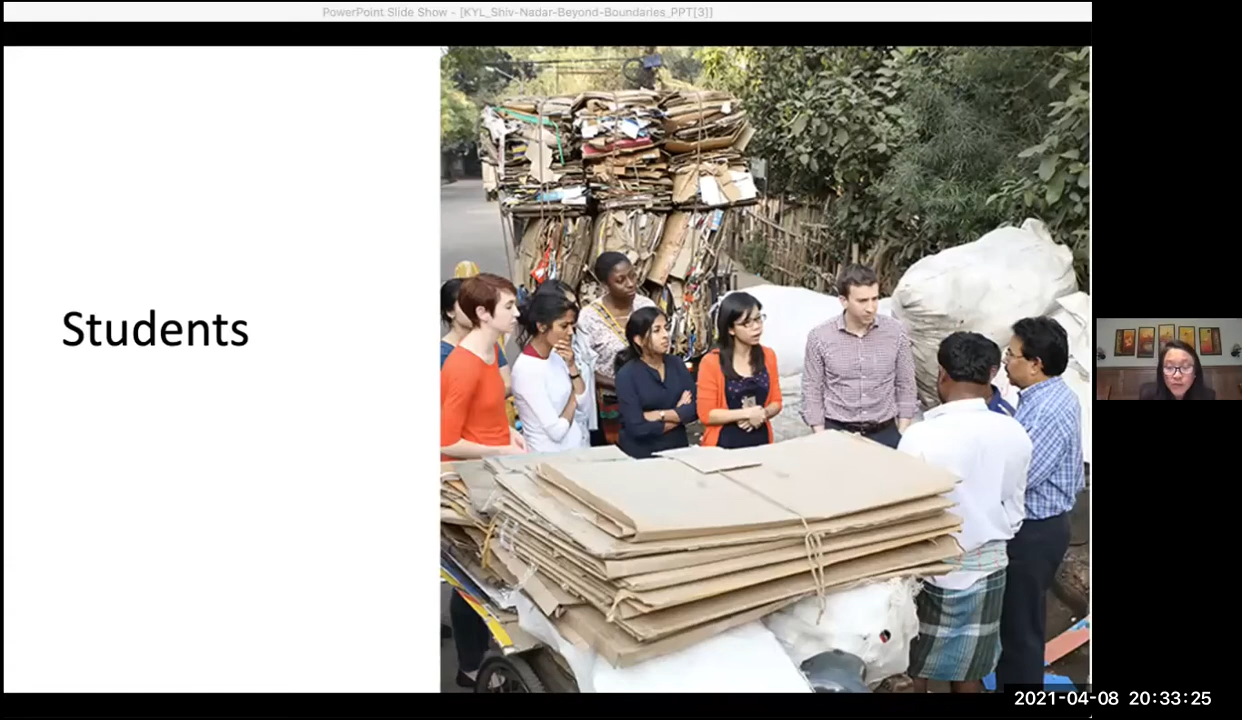 PowerPoint Slide Show - [KYL_Shiv-Nadar-Beyond-Boundaries_PPT[3]]
Students
2021-04-08 20:33:25